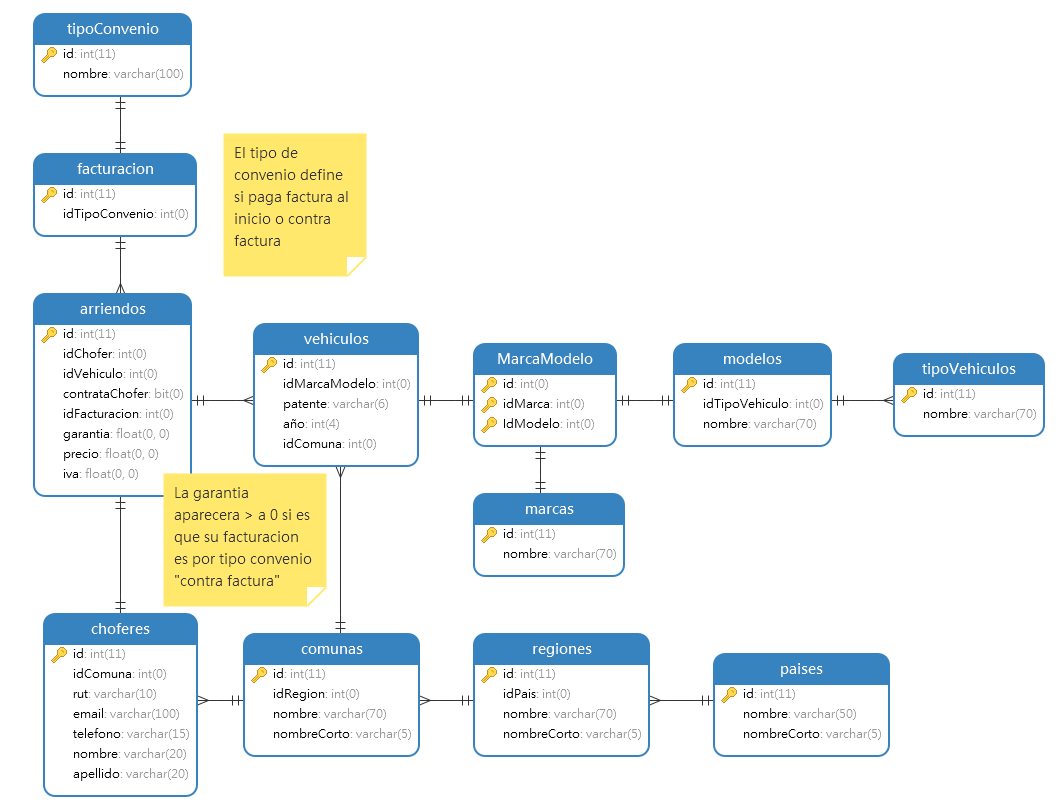 tipoConvenio
id: int(11)
nombre: varchar(100)
facturacion
id: int(11)
idTipoConvenio: int(0)
El tipo de
convenio define
si paga factura al
inicio o contra
factura
arriendos
id: int(11)
idChofer: int(0)
idVehiculo: int(0)
contrataChofer: bit(0)
idFacturacion: int(0)
garantia: float(0, 0)
precio: float(0, 0)
iva: float(0, 0)
vehiculos
id: int(11)
idMarcaModelo: int(0)
patente: varchar(6)
año: int(4)
idComuna: int(0)
MarcaModelo
id: int(0)
idMarca: int(0)
IdModelo: int(0)
modelos
id: int(11)
idTipoVehiculo: int(0)
nombre: varchar(70)
tipoVehiculos
id: int(11)
nombre: varchar(70)
La garantia
aparecera > a 0 si es
que su facturacion
es por tipo convenio
"contra factura"
marcas
id: int(11)
nombre: varchar(70)
choferes
id: int(11)
idComuna: int(0)
rut: varchar(10)
email: varchar(100)
telefono: varchar(15)
nombre: varchar(20)
apellido: varchar(20)
comunas
id: int(11)
idRegion: int(0)
nombre: varchar(70)
nombreCorto: varchar(5)
regiones
id: int(11)
idPais: int(0)
nombre: varchar(70)
nombreCorto: varchar(5)
paises
id: int(11)
nombre: varchar(50)
nombreCorto: varchar(5)